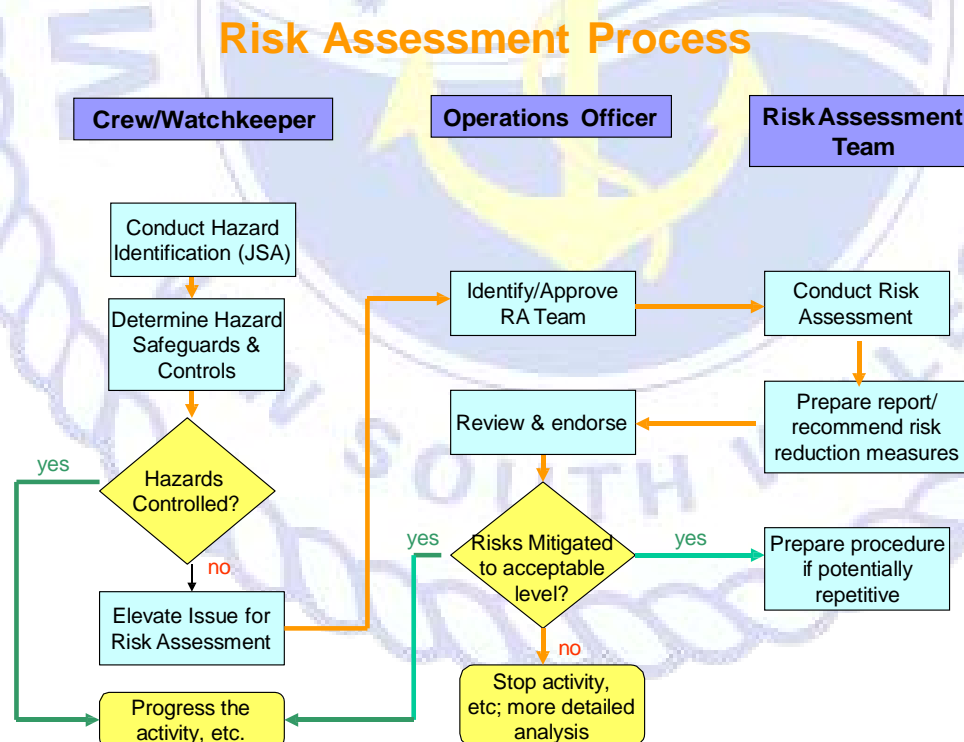 Risk Assessment Process
Crew/Watchkeeper
Operations Officer
Risk Assessment
Team
Conduct Hazard
Identification (JSA)
Determine Hazard
Safeguards &
Controls
Hazards
Controlled?
yes
no
Elevate Issue for
Risk Assessment
Progress the
activity, etc.
Identify/Approve
RA Team
Review & endorse
Risks Mitigated
to acceptable
level?
yes
yes
no
Stop activity,
etc; more detailed
analysis
Conduct Risk
Assessment
Prepare report/
recommend risk
reduction measures
Prepare procedure
if potentially
repetitive
SOUTH